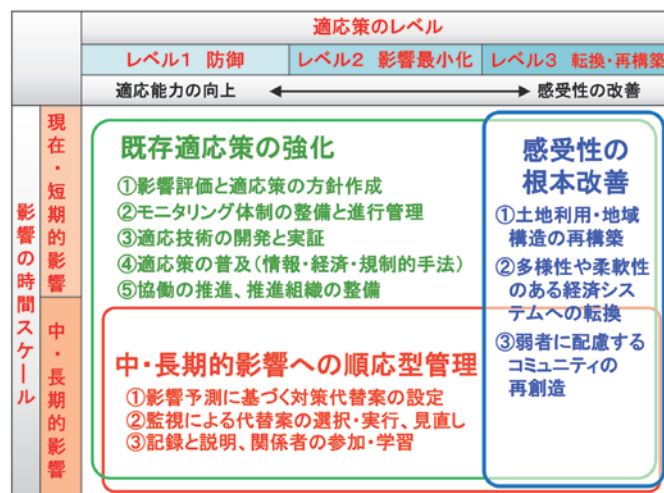 適応策のレベル
レベル1 防御
レベル2 影響最小化
レベル3 転換・再構築
適応能力の向上
感受性の改善
影響の時間スケール
現在・短期的影響
中・長期的影響
既存適応策の強化
①影響評価と適応策の方針作成
②モニタリング体制の整備と進行管理
③適応技術の開発と実証
④適応策の普及(情報・経済・規制的手法)
⑤協働の推進、推進組織の整備
感受性の
根本改善
①土地利用・地域
構造の再構築
②多様性や柔軟性
のある経済シス
テムへの転換
③弱者に配慮する
コミュニティの
再創造
中・長期的影響への順応型管理
①影響予測に基づく対策代替案の設定
②監視による代替案の選択・実行、見直し
③記録と説明、関係者の参加・学習